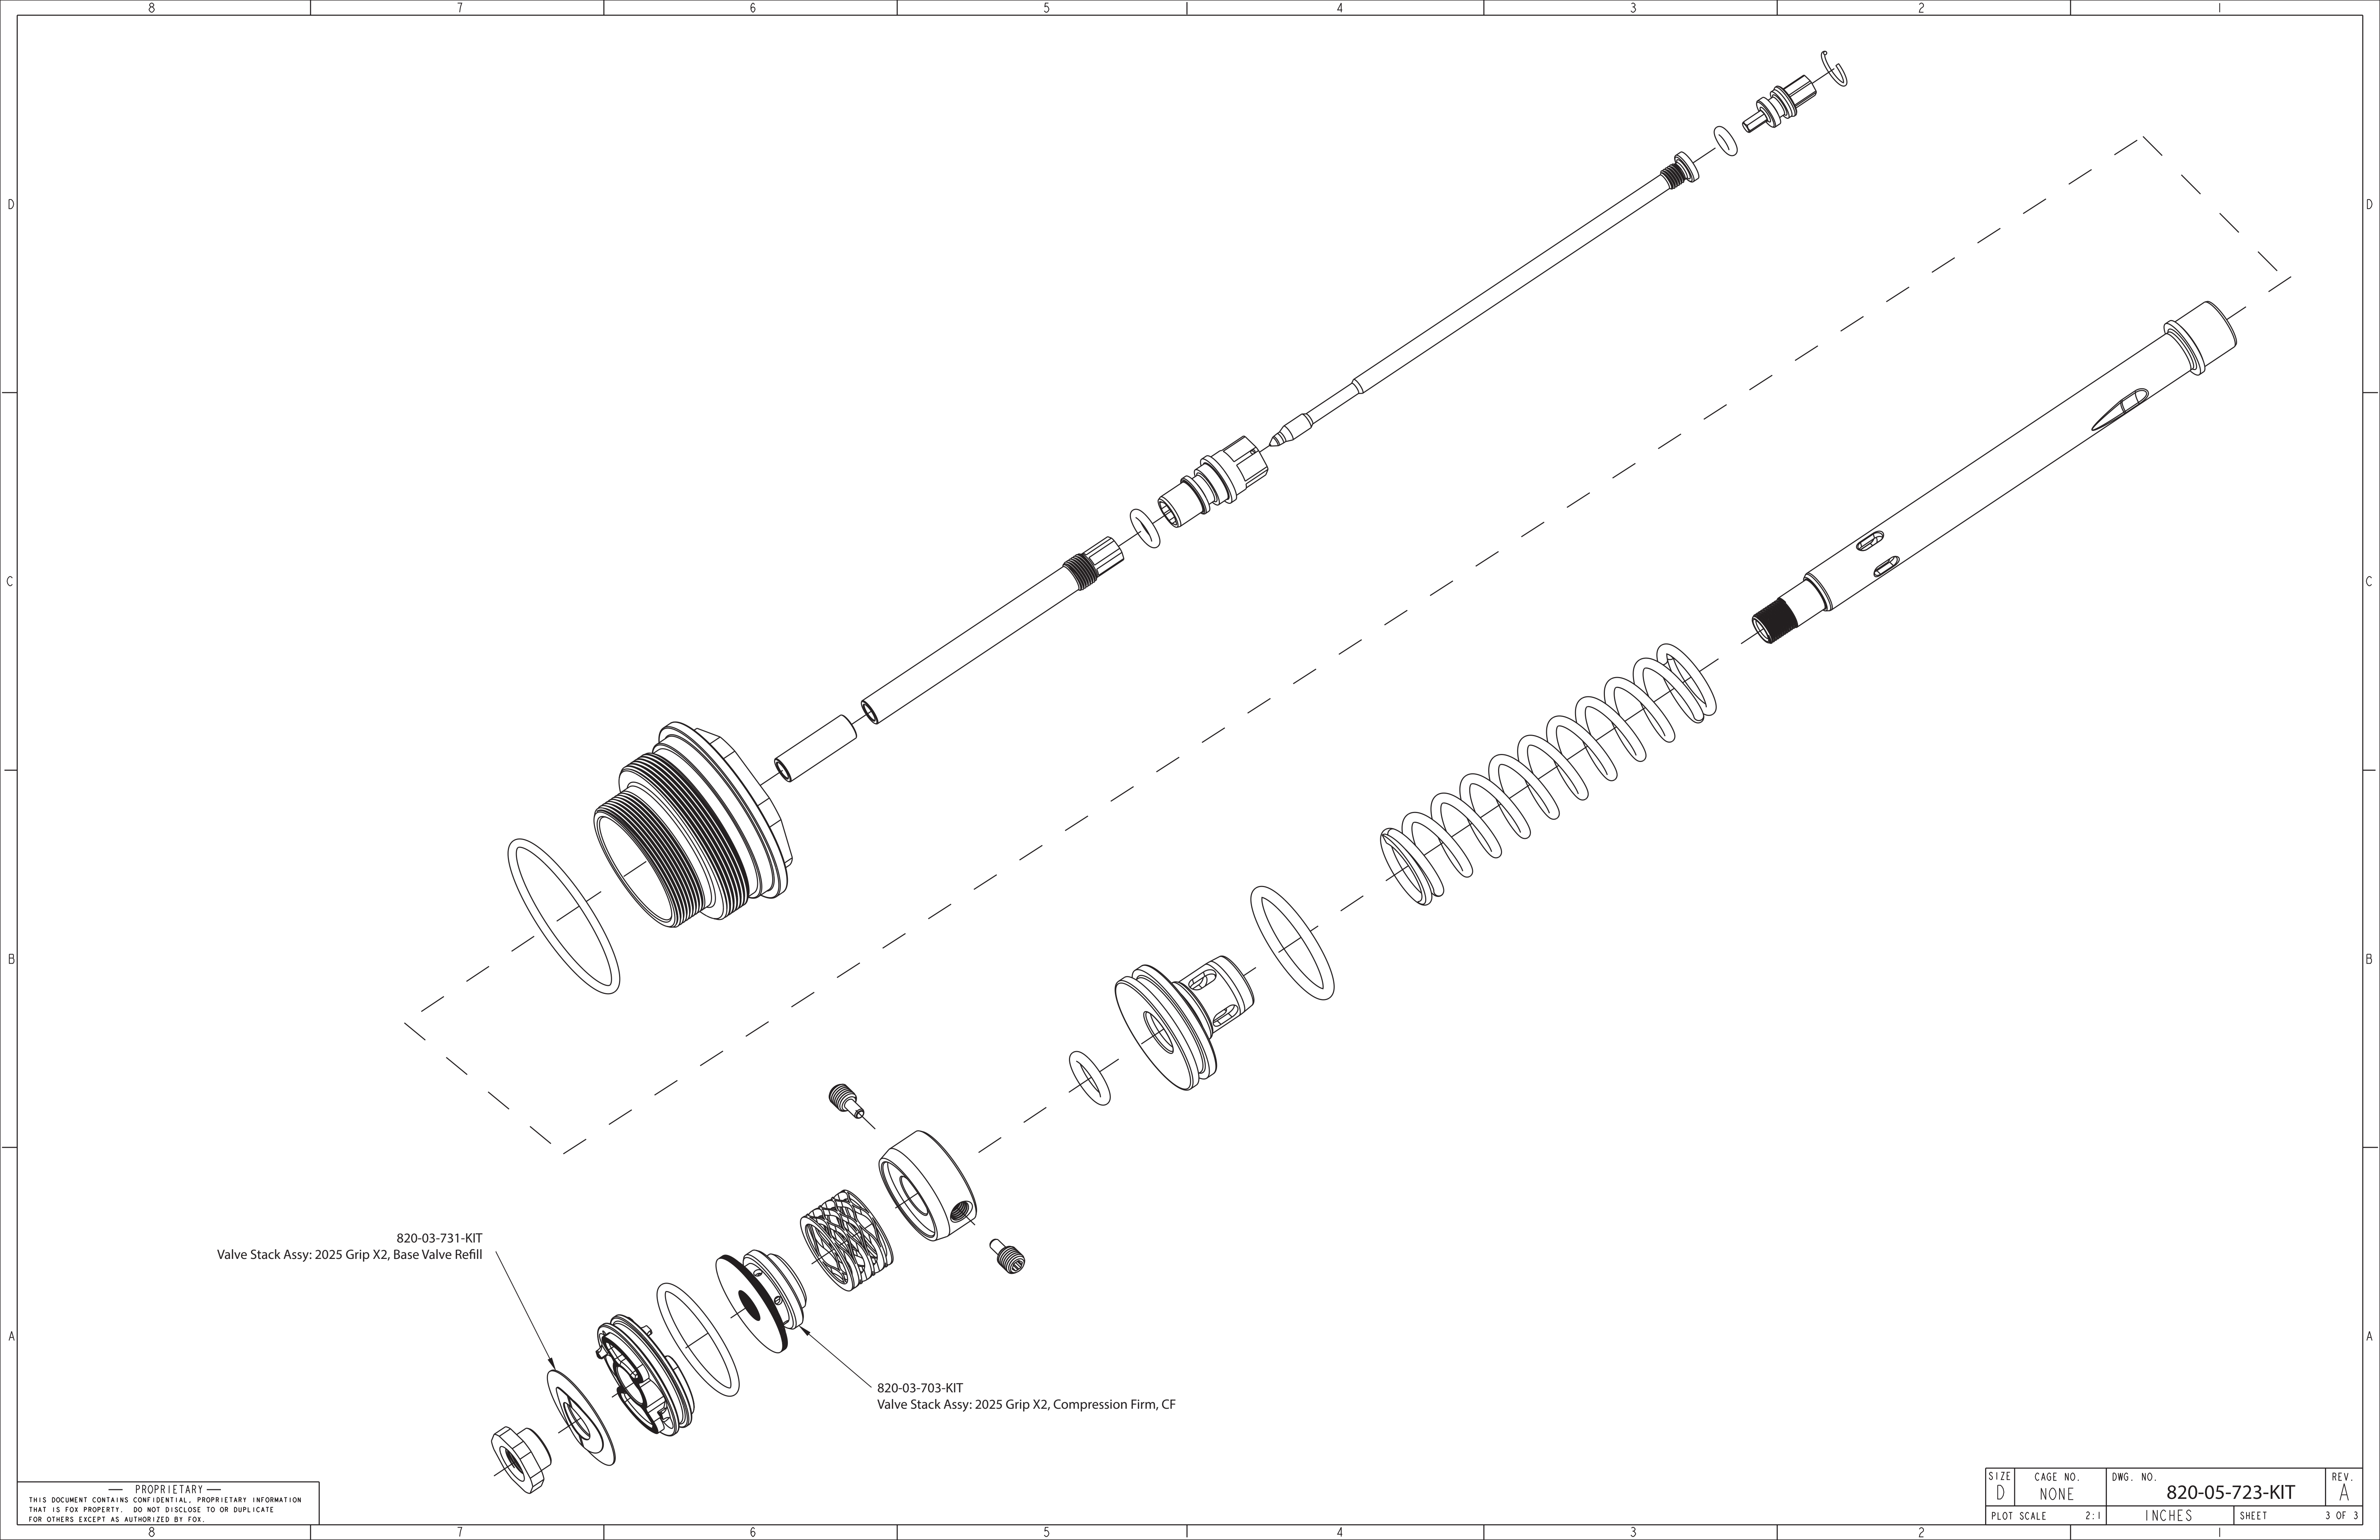 8 7 6 5 4 3 2 1
D D
C C
B B
A A
820-03-731-KIT
Valve Stack Assy: 2025 Grip X2, Base Valve Refill
820-03-703-KIT
Valve Stack Assy: 2025 Grip X2, Compression Firm, CF
PROPRIETARY
THIS DOCUMENT CONTAINS CONFIDENTIAL, PROPRIETARY INFORMATION
THAT IS FOX PROPERTY. DO NOT DISCLOSE TO OR DUPLICATE
FOR OTHERS EXCEPT AS AUTHORIZED BY FOX.
SIZE CAGE NO. DWG. NO. REV.
D NONE 820-05-723-KIT A
PLOT SCALE 2:1 INCHES SHEET 3 OF 3
8 7 6 5 4 3 2 1